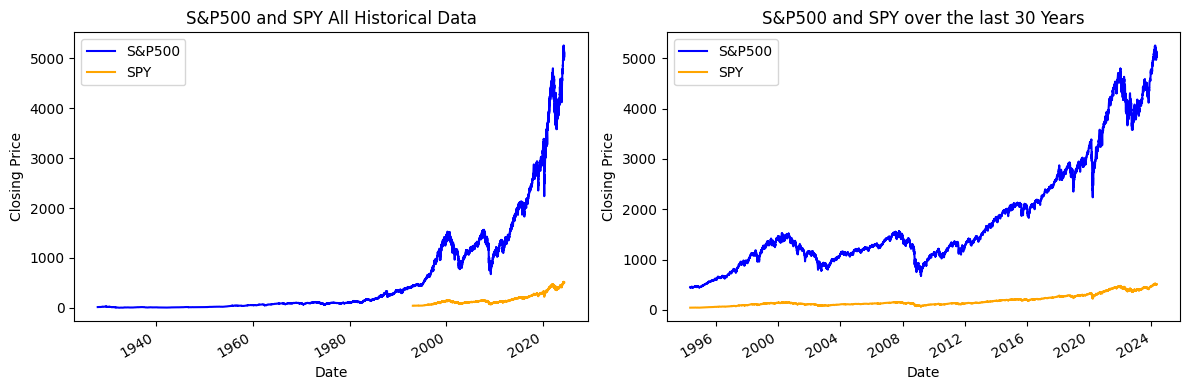 S&P500 and SPY All Historical Data
S&P500
SPY
5000
4000
3000
2000
1000
0
Closing Price
1940
1960
1980
2000
2020
Date
S&P500 and SPY over the last 30 Years
S&P500
SPY
5000
4000
3000
2000
1000
0
Closing Price
1996
2000
2004
2008
2012
2016
2020
2024
Date